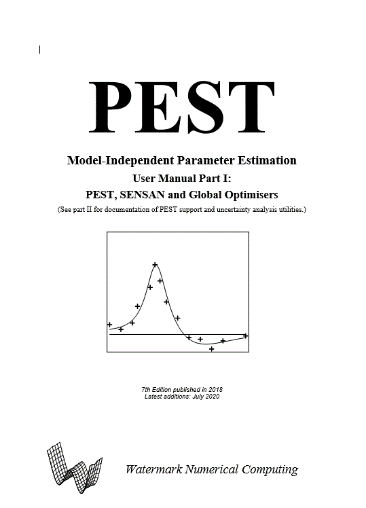 PEST
Model-Independent Parameter Estimation
User Manual Part I:
PEST, SENSAN and Global Optimisers
(See part II for documentation of PEST support and uncertainty analysis utilities.)
7th Edition published in 2018
Latest additions: July 2020
Watermark Numerical Computing